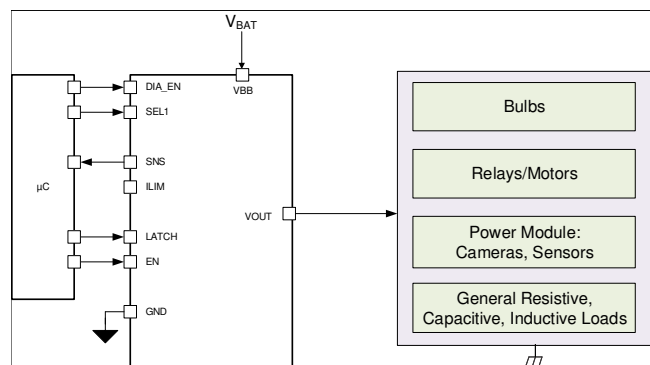 VBAT
DIA_EN
SEL1
VBB
SNS
µC
ILIM
VOUT
LATCH
EN
GND
Bulbs
Relays/Motors
Power Module:
Cameras, Sensors
General Resistive,
Capacitive, Inductive Loads